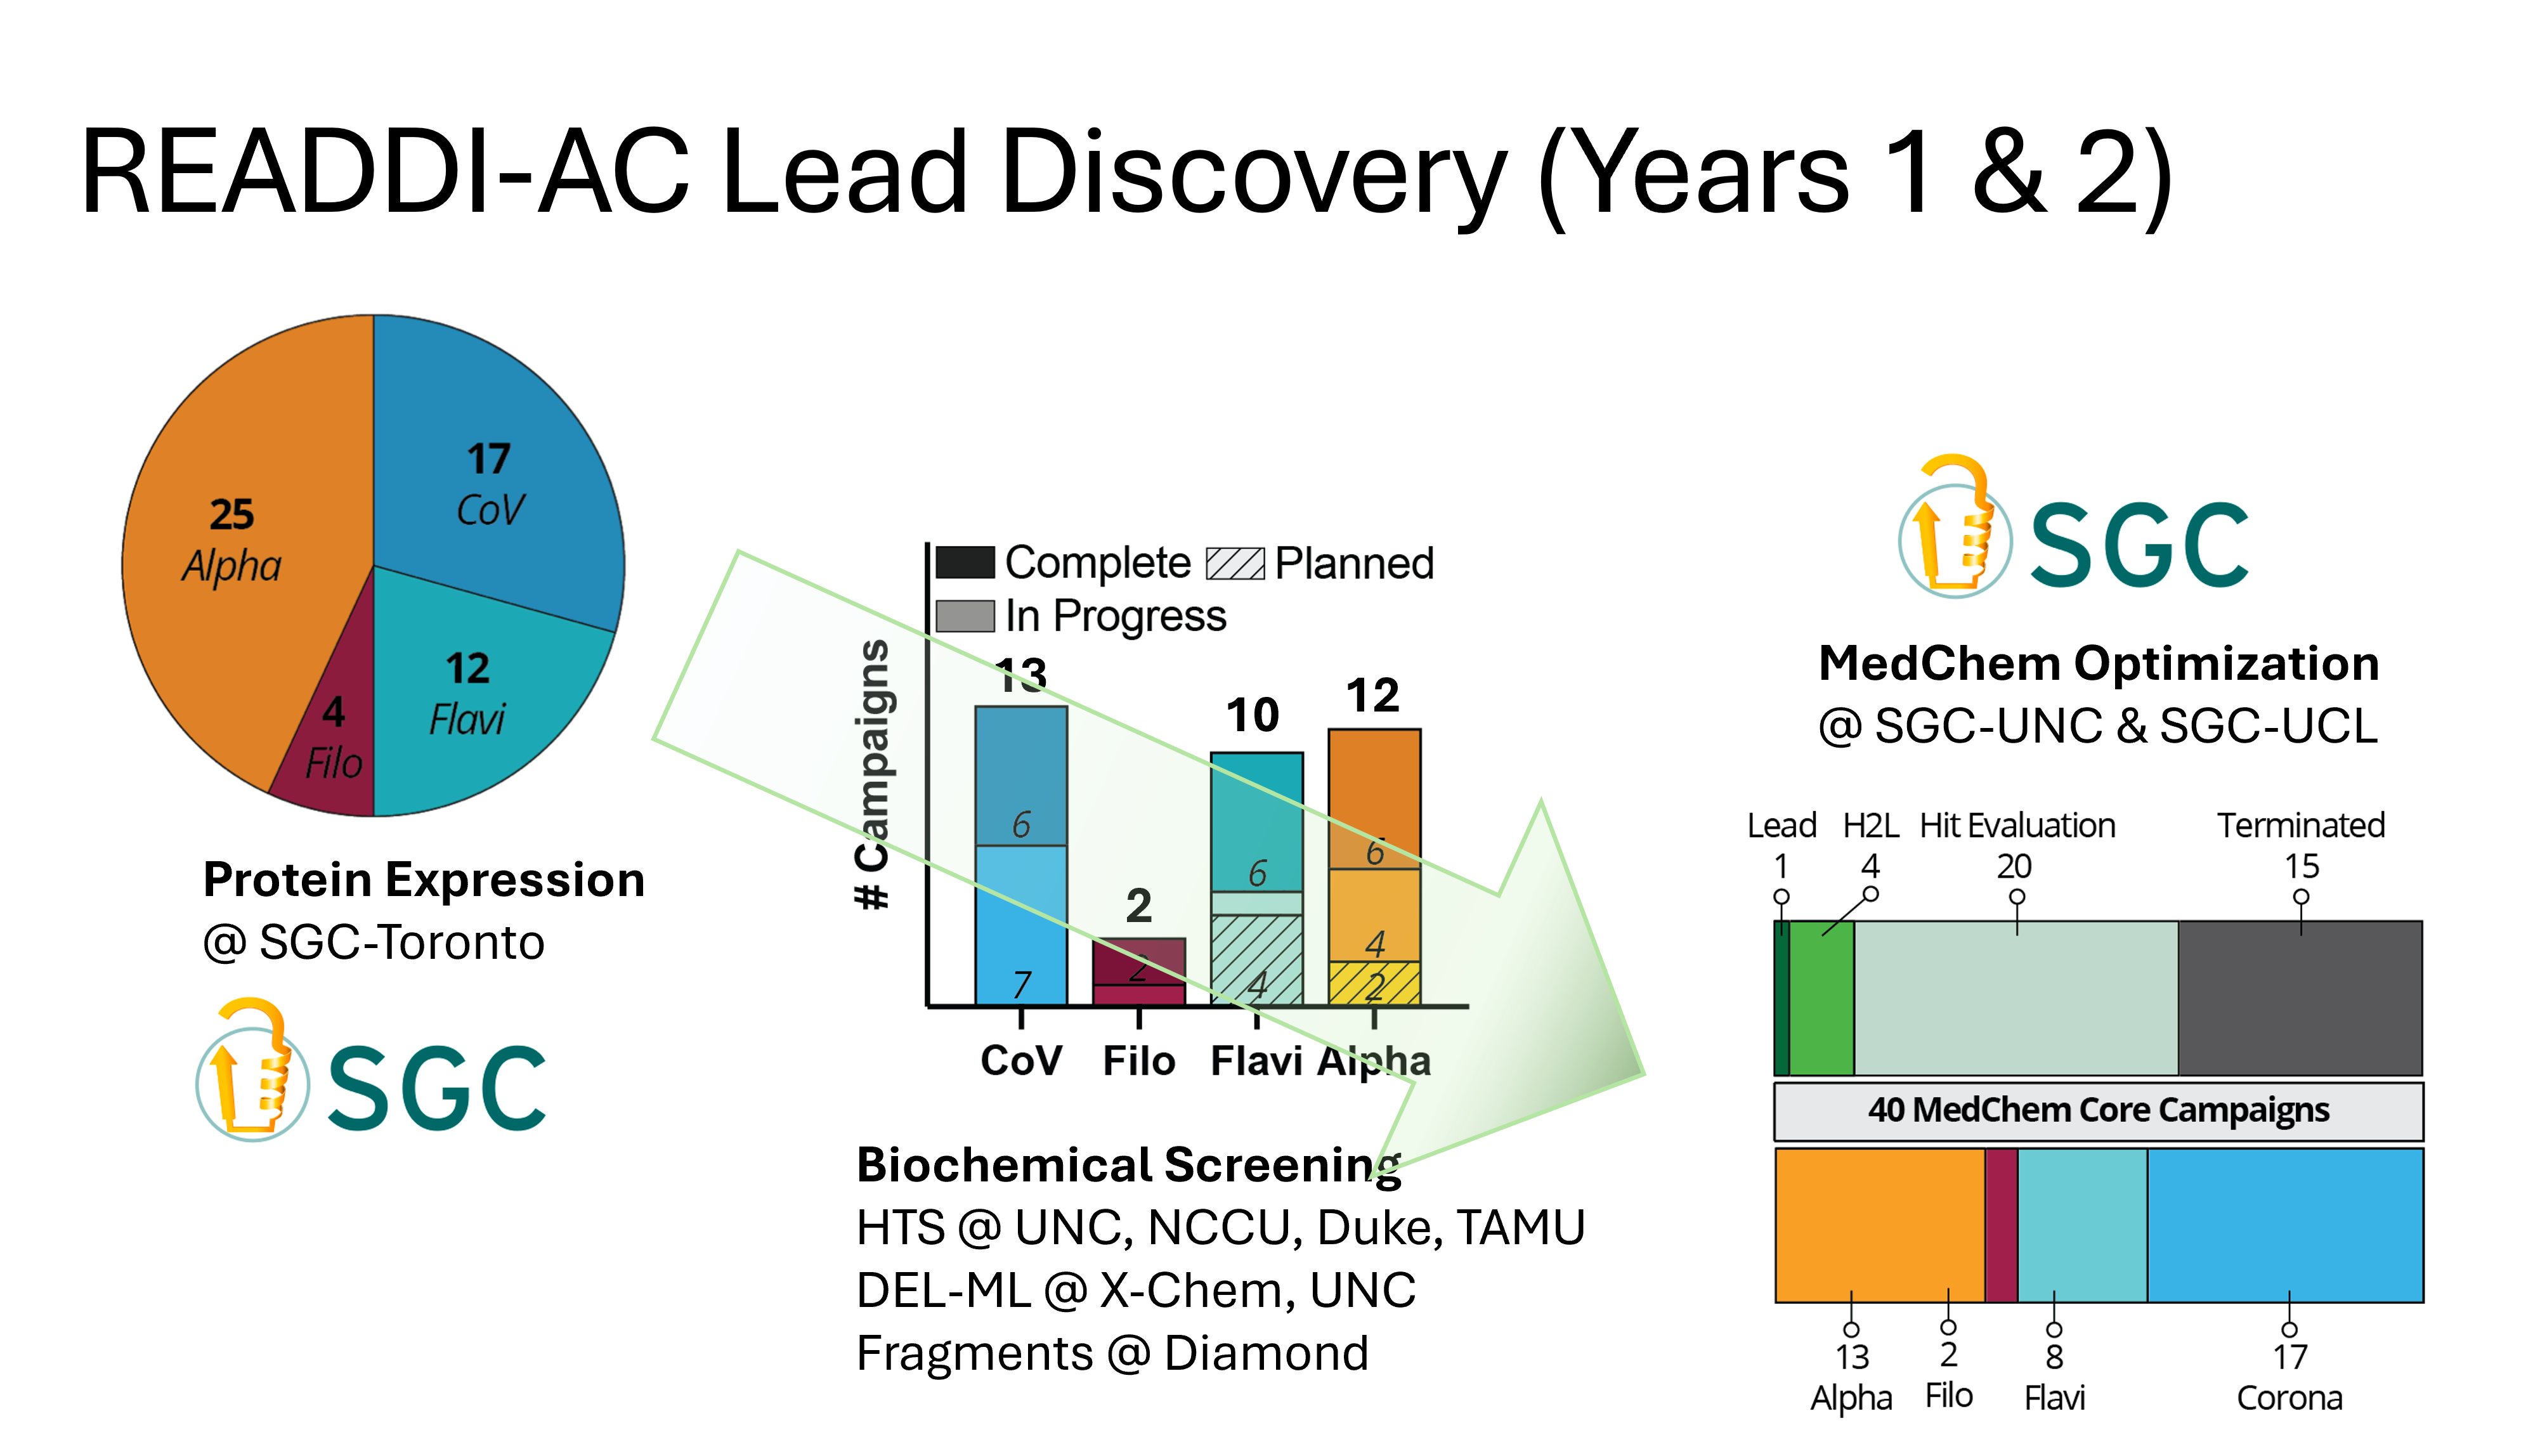 READDI-AC Lead Discovery (Years 1 & 2)
17
CoV
25
Alpha
12
Flavi
4
Filo
Protein Expression
@ SGC-Toronto
SGC
Complete
Planned
In Progress
# Campaigns
13
2
10
12
6
7
2
6
4
6
4
2
CoV
Filo
Flavi
Alpha
Biochemical Screening
HTS @ UNC, NCCU, Duke, TAMU
DEL-ML @ X-Chem, UNC
Fragments @ Diamond
SGC
MedChem Optimization
@ SGC-UNC & SGC-UCL
Lead H2L Hit Evaluation Terminated
1 4 20 15
40 MedChem Core Campaigns
13 2 8 17
Alpha Filo Flavi Corona